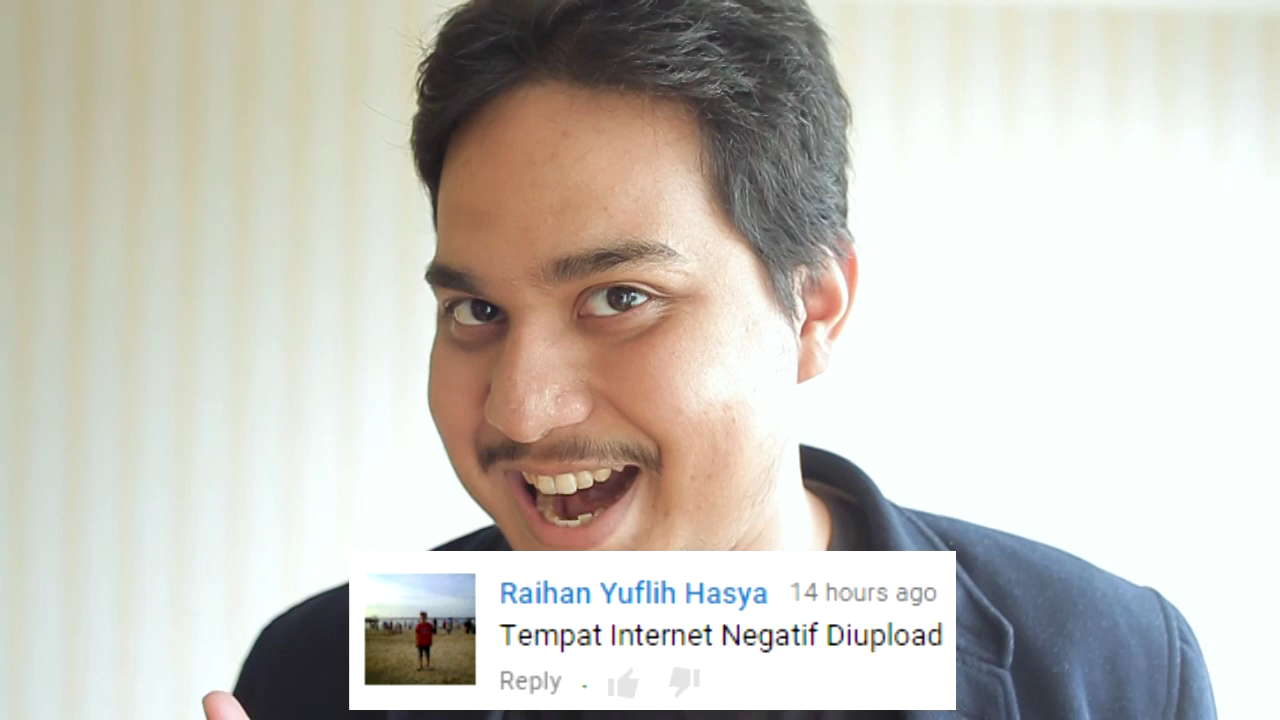 Raihan Yuflih Hasya 14 hours ago
Tempat Internet Negatif Diupload
Reply .